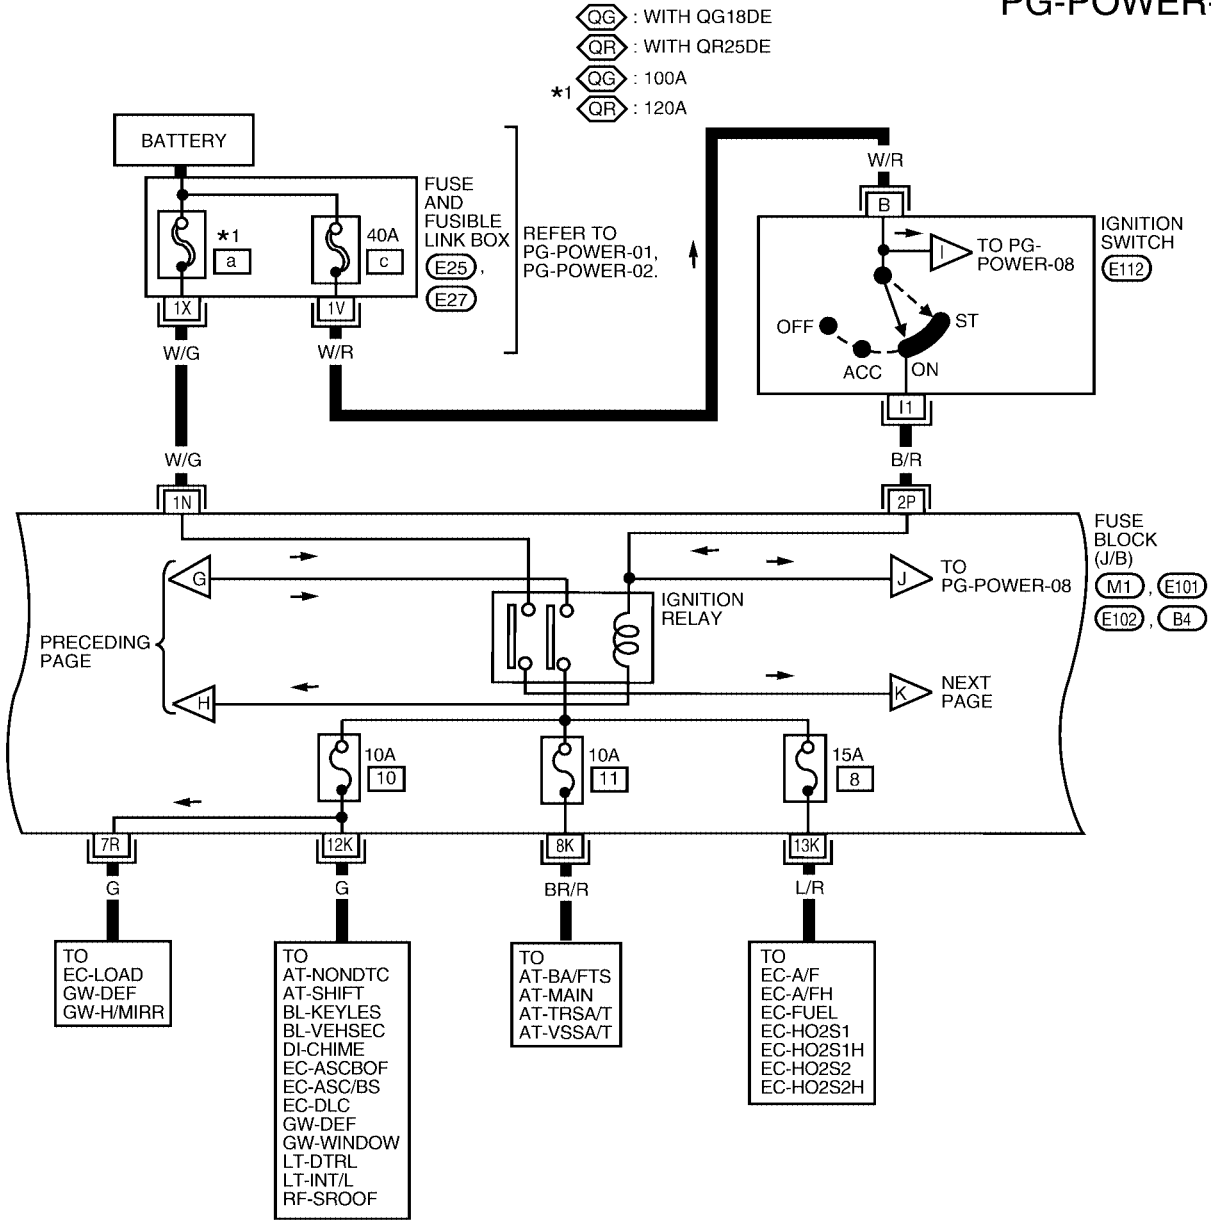 PG-POWER-
QG : WITH QG18DE
QR : WITH QR25DE
*1
QG : 100A
QR : 120A
BATTERY
*1
a
40A
c
FUSE
AND
FUSIBLE
LINK BOX
E25 ,
E27
REFER TO
PG-POWER-01,
PG-POWER-02.
1X
1V
W/G
W/R
W/R
B
I
TO PG-
POWER-08
IGNITION
SWITCH
E112
OFF
ACC
ON
ST
I1
W/G
B/R
1N
2P
FUSE
BLOCK
(J/B)
M1 , E101
E102 , B4
G
J
TO
PG-POWER-08
IGNITION
RELAY
PRECEDING
PAGE
H
K
NEXT
PAGE
10A
10
10A
11
15A
8
7R
12K
8K
13K
G
G
BR/R
L/R
TO
EC-LOAD
GW-DEF
GW-H/MIRR
TO
AT-NONDTC
AT-SHIFT
BL-KEYLES
BL-VEHSEC
DI-CHIME
EC-ASCBOF
EC-ASC/BS
EC-DLC
GW-DEF
GW-WINDOW
LT-DTRL
LT-INT/L
RF-SROOF
TO
AT-BA/FTS
AT-MAIN
AT-TRSA/T
AT-VSSA/T
TO
EC-A/F
EC-A/FH
EC-FUEL
EC-HO2S1
EC-HO2S1H
EC-HO2S2
EC-HO2S2H